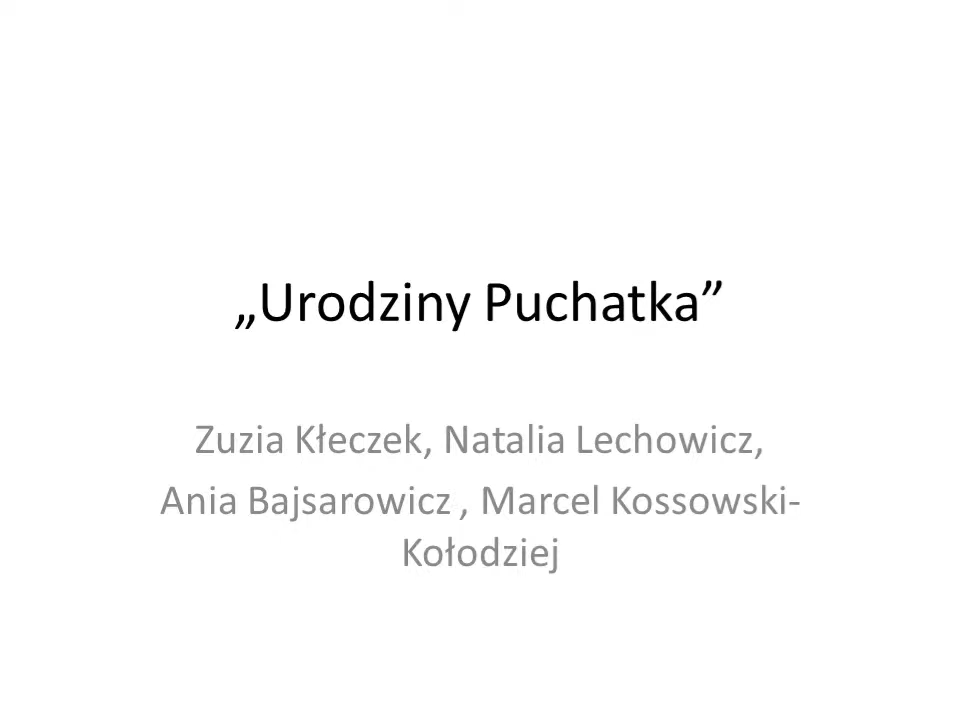 „Urodziny Puchatka”
Zuzia Kłeczek, Natalia Lechowicz,
Ania Bajsarowicz , Marcel Kossowski-
Kołodziej